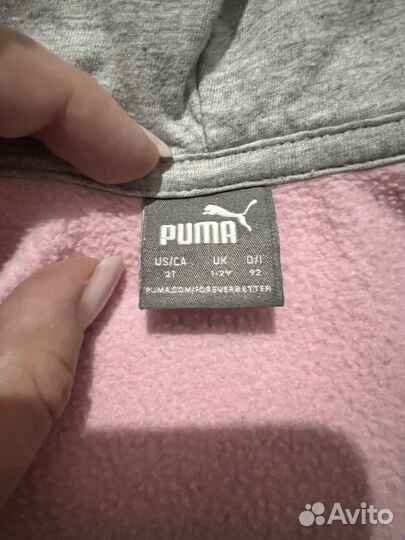 PUMA
US/CA UK D/I
2T 1-2Y 92
PUMA.COM/FOREVERBETTER
Avito